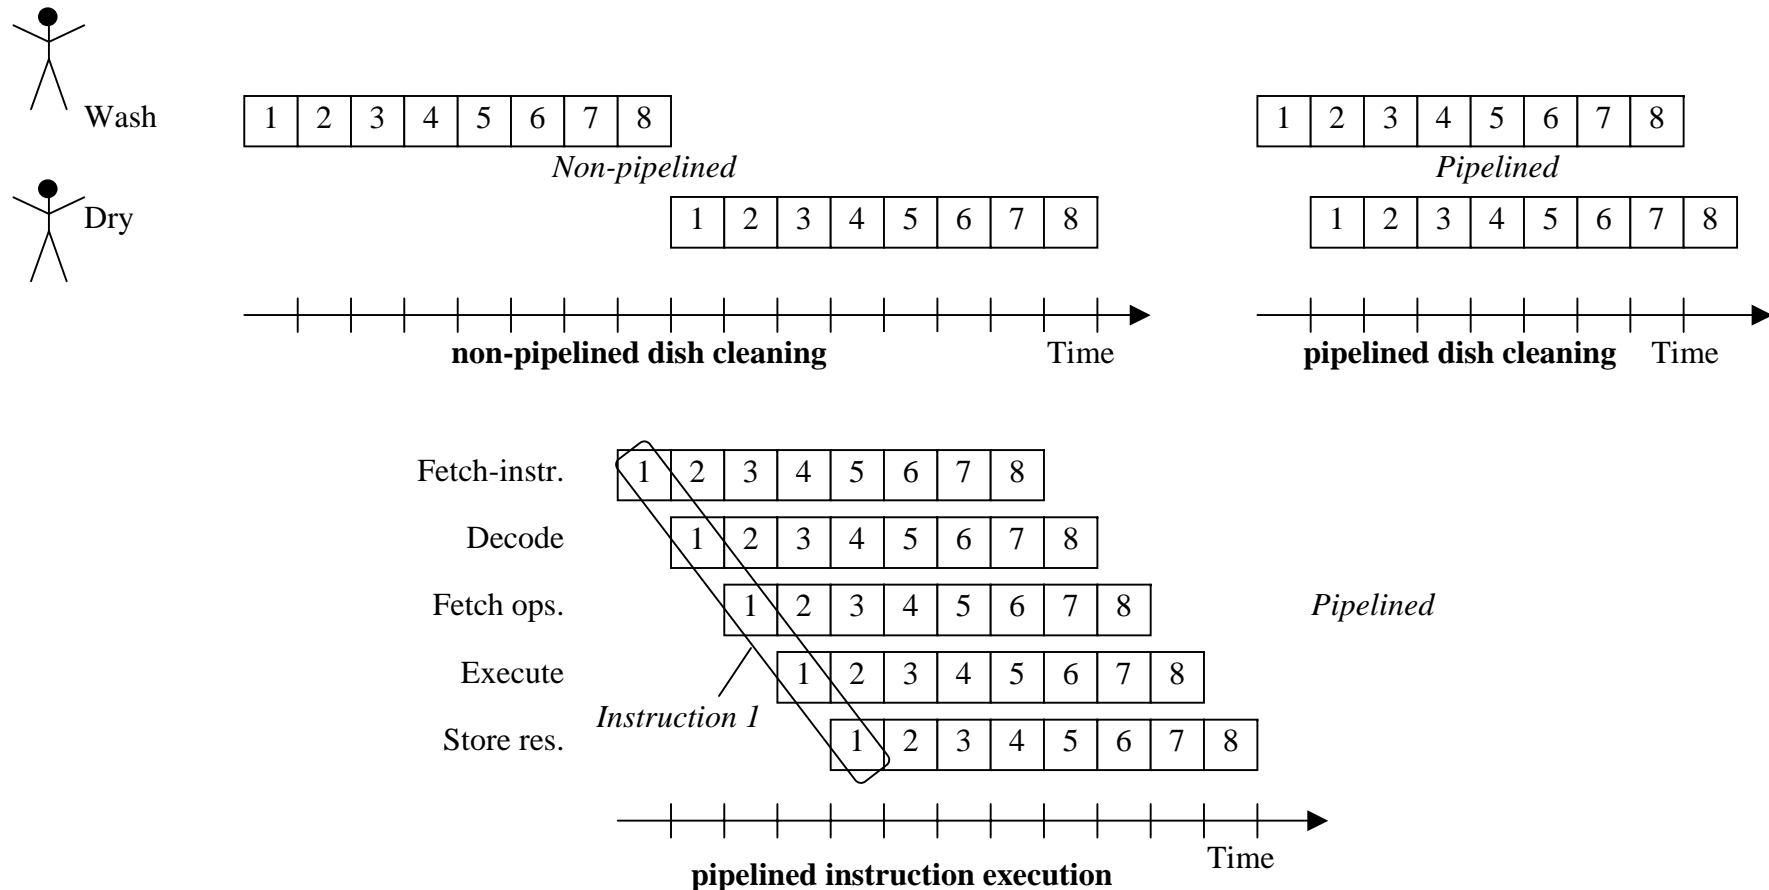 Wash 1 2 3 4 5 6 7 8 1 2 3 4 5 6 7 8
Non-pipelined Pipelined
Dry 1 2 3 4 5 6 7 8 1 2 3 4 5 6 7 8
non-pipelined dish cleaning Time pipelined dish cleaning Time
Fetch-instr. 1 2 3 4 5 6 7 8
Decode 1 2 3 4 5 6 7 8
Fetch ops. 1 2 3 4 5 6 7 8 Pipelined
Execute 1 2 3 4 5 6 7 8
Instruction 1
Store res. 1 2 3 4 5 6 7 8
Time
pipelined instruction execution